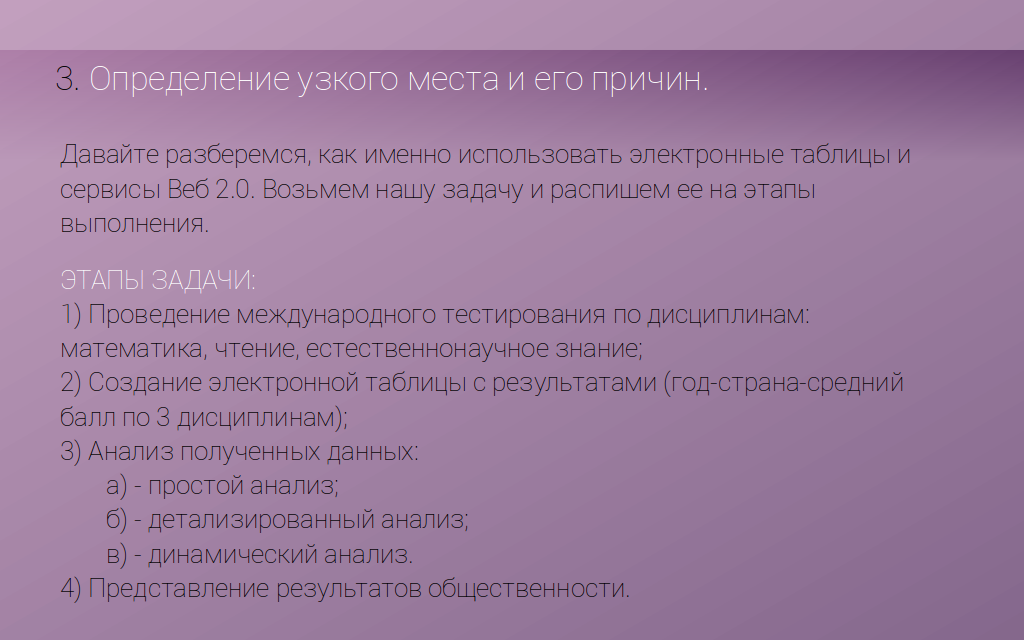 3. Определение узкого места и его причин.
Давайте разберемся, как именно использовать электронные таблицы и
сервисы Веб 2.0. Возьмем нашу задачу и распишем ее на этапы
выполнения.
ЭТАПЫ ЗАДАЧИ:
1) Проведение международного тестирования по дисциплинам:
математика, чтение, естественнонаучное знание;
2) Создание электронной таблицы с результатами (год-страна-средний
балл по 3 дисциплинам);
3) Анализ полученных данных:
а) - простой анализ;
б) - детализированный анализ;
в) - динамический анализ.
4) Представление результатов общественности.